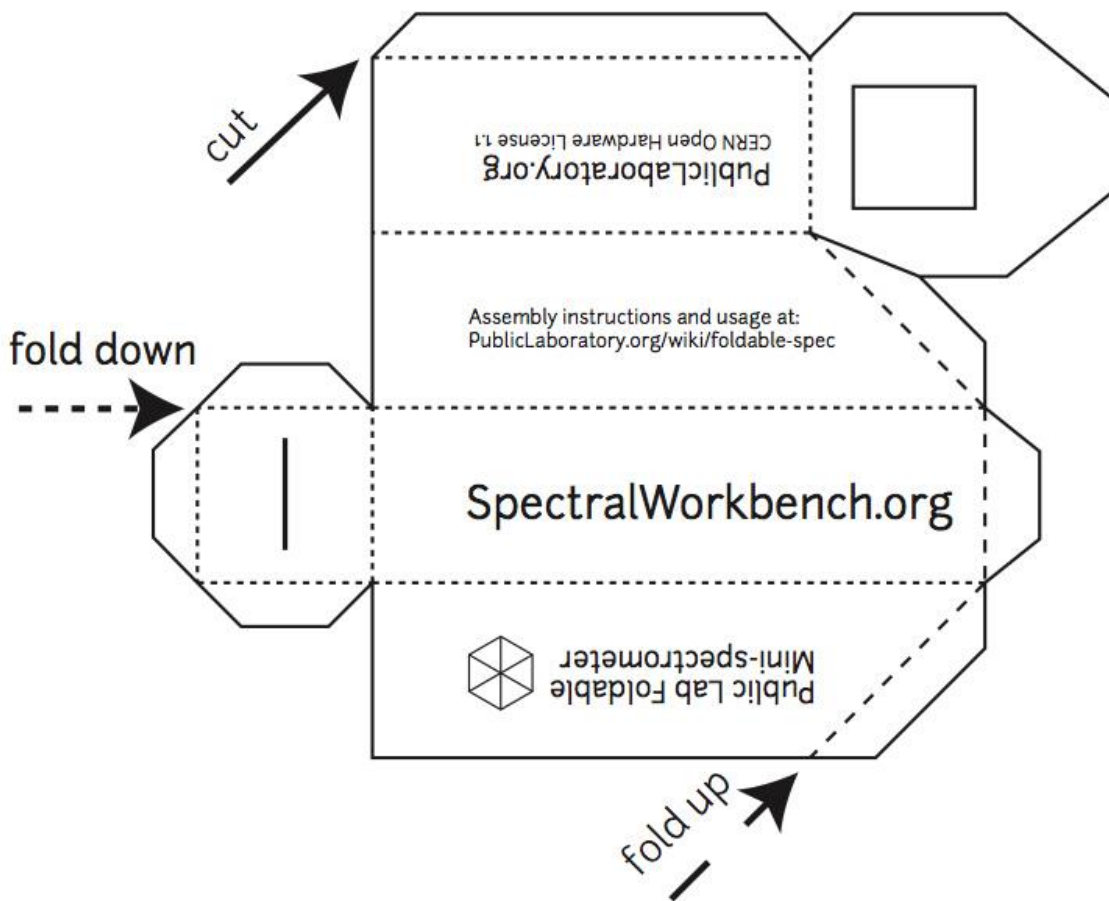 cut
PublicLaboratory.org
CERN Open Hardware License 1.1
Assembly instructions and usage at:
PublicLaboratory.org/wiki/foldable-spec
fold down
SpectralWorkbench.org
Public Lab Foldable
Mini-spectrometer
fold up